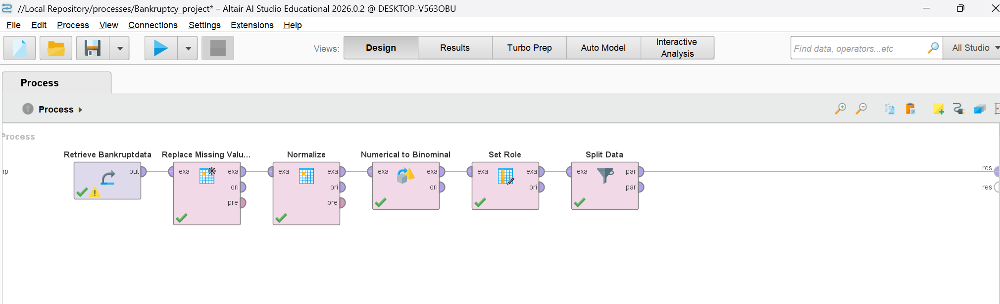 //Local Repository/processes/Bankruptcy_project* – Altair AI Studio Educational 2026.0.2 @ DESKTOP-V563OBU
File Edit Process View Connections Settings Extensions Help
Views: Design Results Turbo Prep Auto Model Interactive Analysis
Find data, operators...etc All Studio
Process
Process
Process
Retrieve Bankruptdata Replace Missing Valu... Normalize Numerical to Binominal Set Role Split Data
out exa exa exa exa exa exa exa exa exa par res
ori ori ori ori par res
pre pre